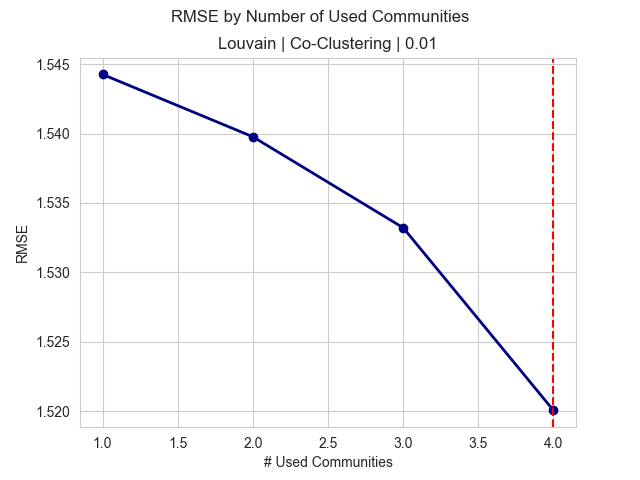 RMSE by Number of Used Communities
Louvain | Co-Clustering | 0.01
1.545
1.540
1.535
1.530
1.525
1.520
RMSE
1.0 1.5 2.0 2.5 3.0 3.5 4.0
# Used Communities